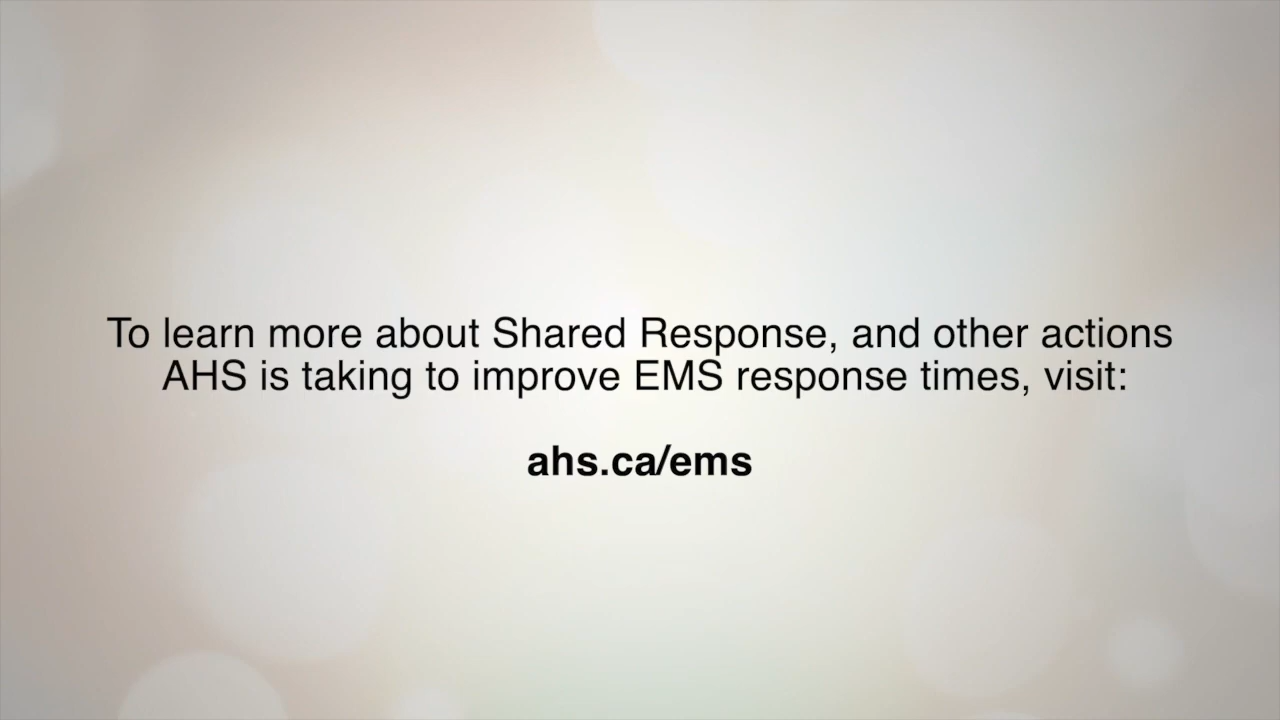 To learn more about Shared Response, and other actions
AHS is taking to improve EMS response times, visit:
ahs.ca/ems